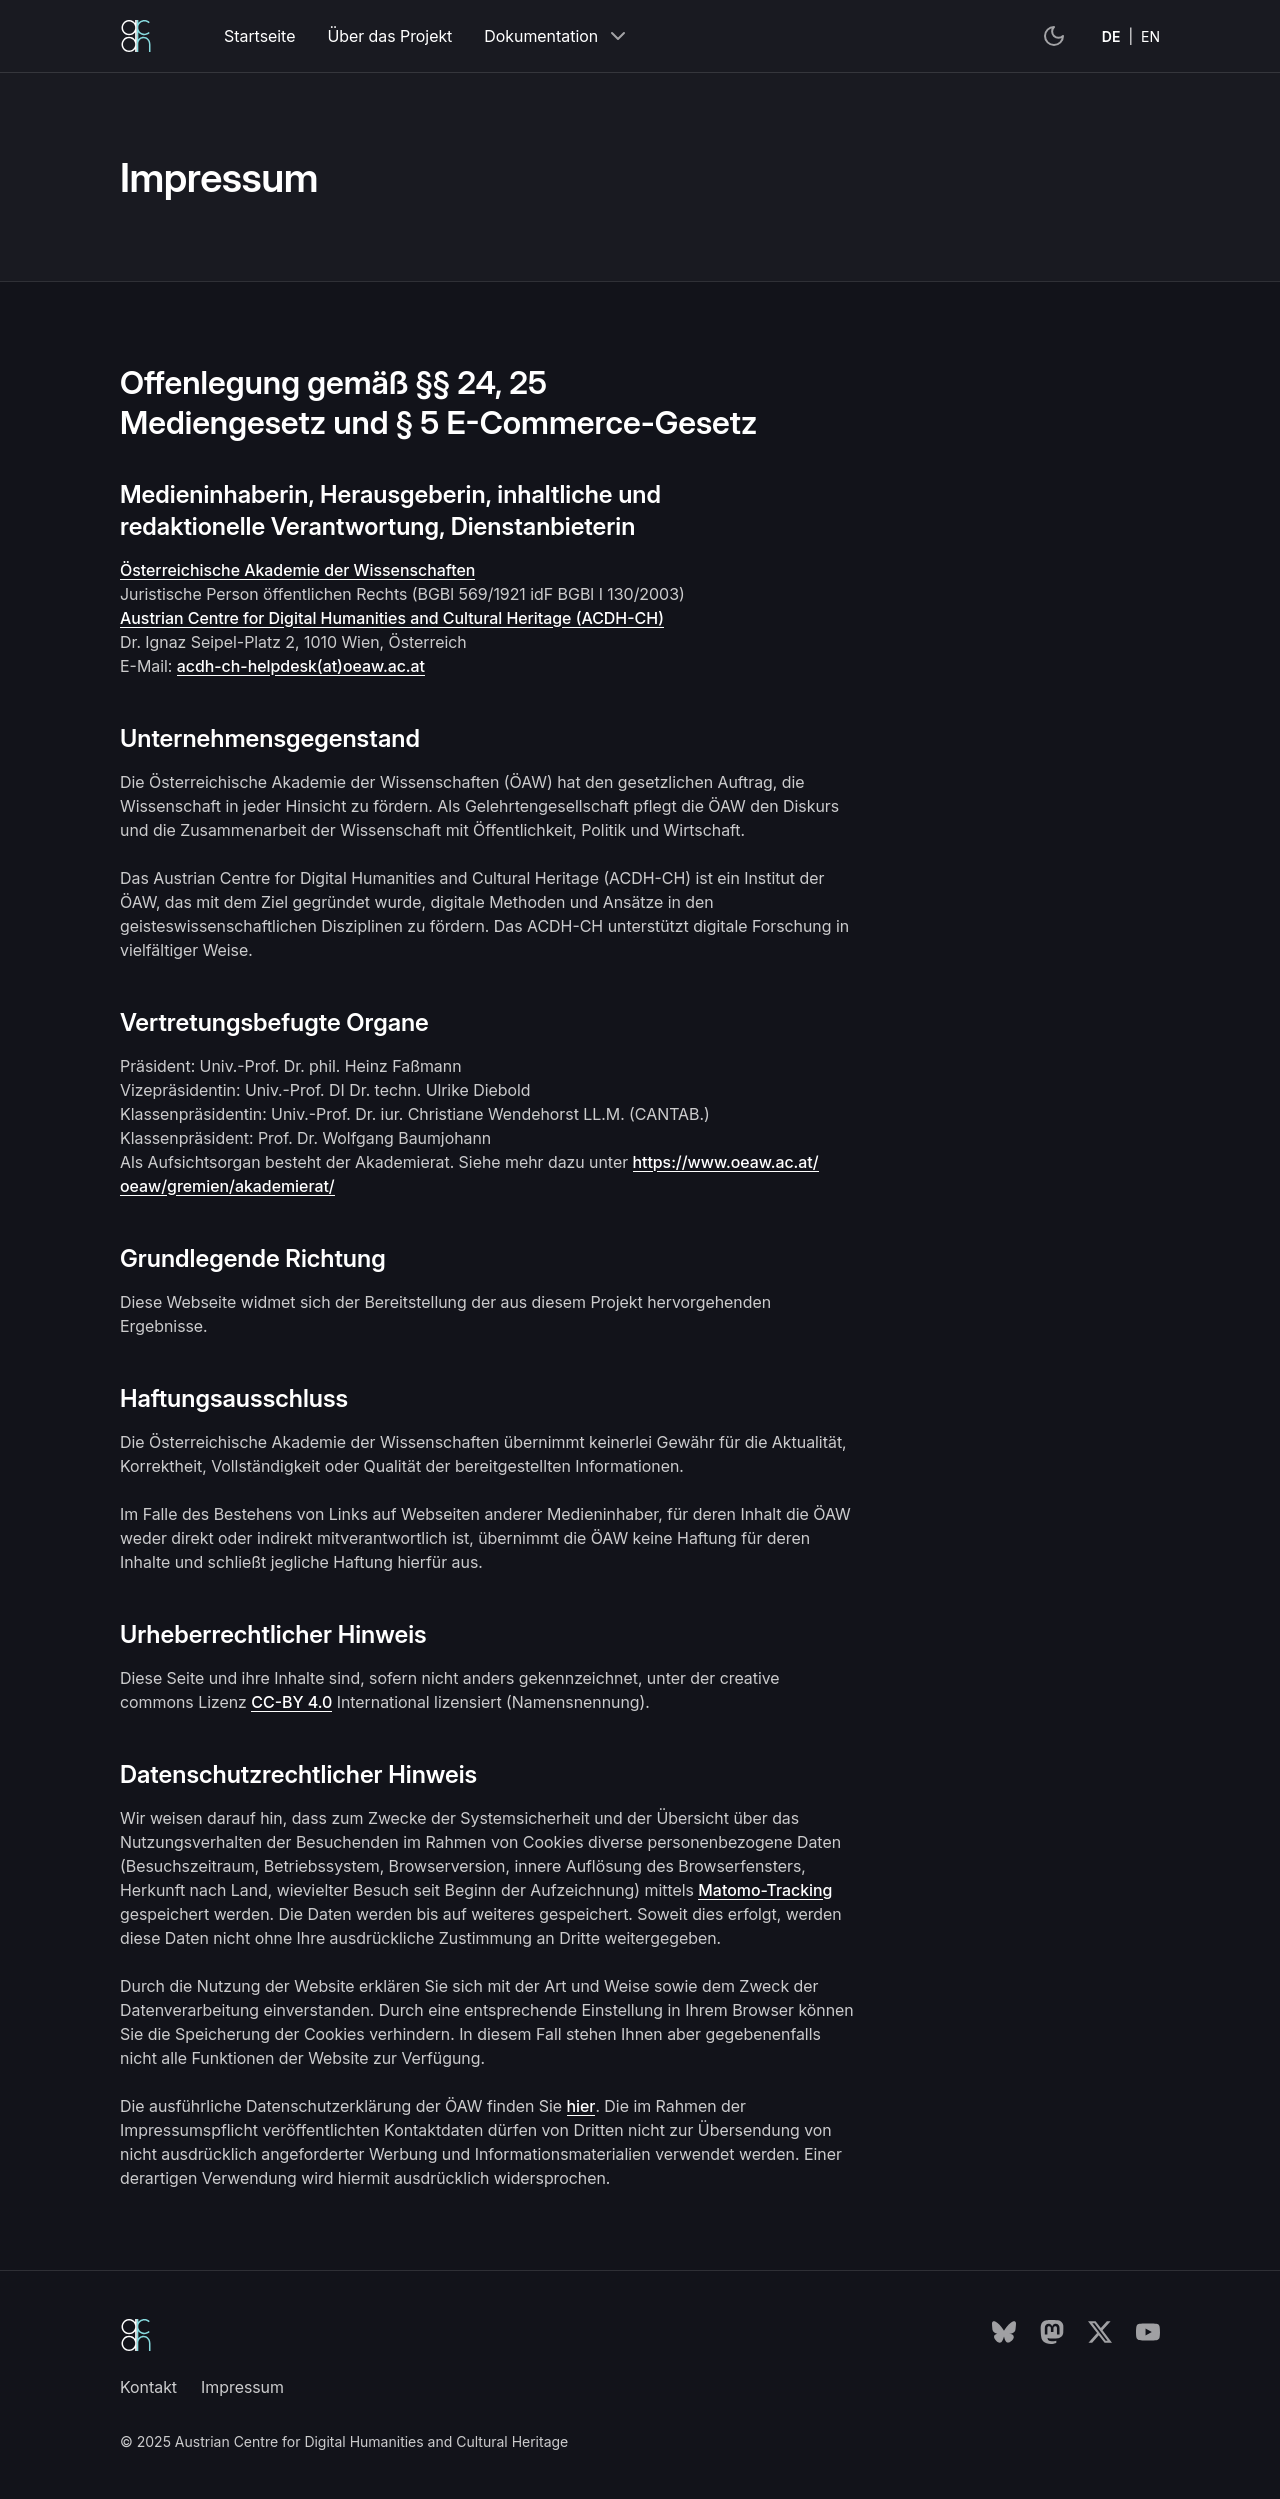 Startseite Über das Projekt Dokumentation DE | EN
Impressum
Offenlegung gemäß §§ 24, 25
Mediengesetz und § 5 E-Commerce-Gesetz
Medieninhaberin, Herausgeberin, inhaltliche und
redaktionelle Verantwortung, Dienstanbieterin
Österreichische Akademie der Wissenschaften
Juristische Person öffentlichen Rechts (BGBl 569/1921 idF BGBl I 130/2003)
Austrian Centre for Digital Humanities and Cultural Heritage (ACDH-CH)
Dr. Ignaz Seipel-Platz 2, 1010 Wien, Österreich
E-Mail: acdh-ch-helpdesk(at)oeaw.ac.at
Unternehmensgegenstand
Die Österreichische Akademie der Wissenschaften (ÖAW) hat den gesetzlichen Auftrag, die
Wissenschaft in jeder Hinsicht zu fördern. Als Gelehrtengesellschaft pflegt die ÖAW den Diskurs
und die Zusammenarbeit der Wissenschaft mit Öffentlichkeit, Politik und Wirtschaft.
Das Austrian Centre for Digital Humanities and Cultural Heritage (ACDH-CH) ist ein Institut der
ÖAW, das mit dem Ziel gegründet wurde, digitale Methoden und Ansätze in den
geisteswissenschaftlichen Disziplinen zu fördern. Das ACDH-CH unterstützt digitale Forschung in
vielfältiger Weise.
Vertretungsbefugte Organe
Präsident: Univ.-Prof. Dr. phil. Heinz Faßmann
Vizepräsidentin: Univ.-Prof. DI Dr. techn. Ulrike Diebold
Klassenpräsidentin: Univ.-Prof. Dr. iur. Christiane Wendehorst LL.M. (CANTAB.)
Klassenpräsident: Prof. Dr. Wolfgang Baumjohann
Als Aufsichtsorgan besteht der Akademierat. Siehe mehr dazu unter https://www.oeaw.ac.at/
oeaw/gremien/akademierat/
Grundlegende Richtung
Diese Webseite widmet sich der Bereitstellung der aus diesem Projekt hervorgehenden
Ergebnisse.
Haftungsausschluss
Die Österreichische Akademie der Wissenschaften übernimmt keinerlei Gewähr für die Aktualität,
Korrektheit, Vollständigkeit oder Qualität der bereitgestellten Informationen.
Im Falle des Bestehens von Links auf Webseiten anderer Medieninhaber, für deren Inhalt die ÖAW
weder direkt oder indirekt mitverantwortlich ist, übernimmt die ÖAW keine Haftung für deren
Inhalte und schließt jegliche Haftung hierfür aus.
Urheberrechtlicher Hinweis
Diese Seite und ihre Inhalte sind, sofern nicht anders gekennzeichnet, unter der creative
commons Lizenz CC-BY 4.0 International lizensiert (Namensnennung).
Datenschutzrechtlicher Hinweis
Wir weisen darauf hin, dass zum Zwecke der Systemsicherheit und der Übersicht über das
Nutzungsverhalten der Besuchenden im Rahmen von Cookies diverse personenbezogene Daten
(Besuchszeitraum, Betriebssystem, Browserversion, innere Auflösung des Browserfensters,
Herkunft nach Land, wievielter Besuch seit Beginn der Aufzeichnung) mittels Matomo-Tracking
gespeichert werden. Die Daten werden bis auf weiteres gespeichert. Soweit dies erfolgt, werden
diese Daten nicht ohne Ihre ausdrückliche Zustimmung an Dritte weitergegeben.
Durch die Nutzung der Website erklären Sie sich mit der Art und Weise sowie dem Zweck der
Datenverarbeitung einverstanden. Durch eine entsprechende Einstellung in Ihrem Browser können
Sie die Speicherung der Cookies verhindern. In diesem Fall stehen Ihnen aber gegebenenfalls
nicht alle Funktionen der Website zur Verfügung.
Die ausführliche Datenschutzerklärung der ÖAW finden Sie hier. Die im Rahmen der
Impressumspflicht veröffentlichten Kontaktdaten dürfen von Dritten nicht zur Übersendung von
nicht ausdrücklich angeforderter Werbung und Informationsmaterialien verwendet werden. Einer
derartigen Verwendung wird hiermit ausdrücklich widersprochen.
Kontakt Impressum
© 2025 Austrian Centre for Digital Humanities and Cultural Heritage